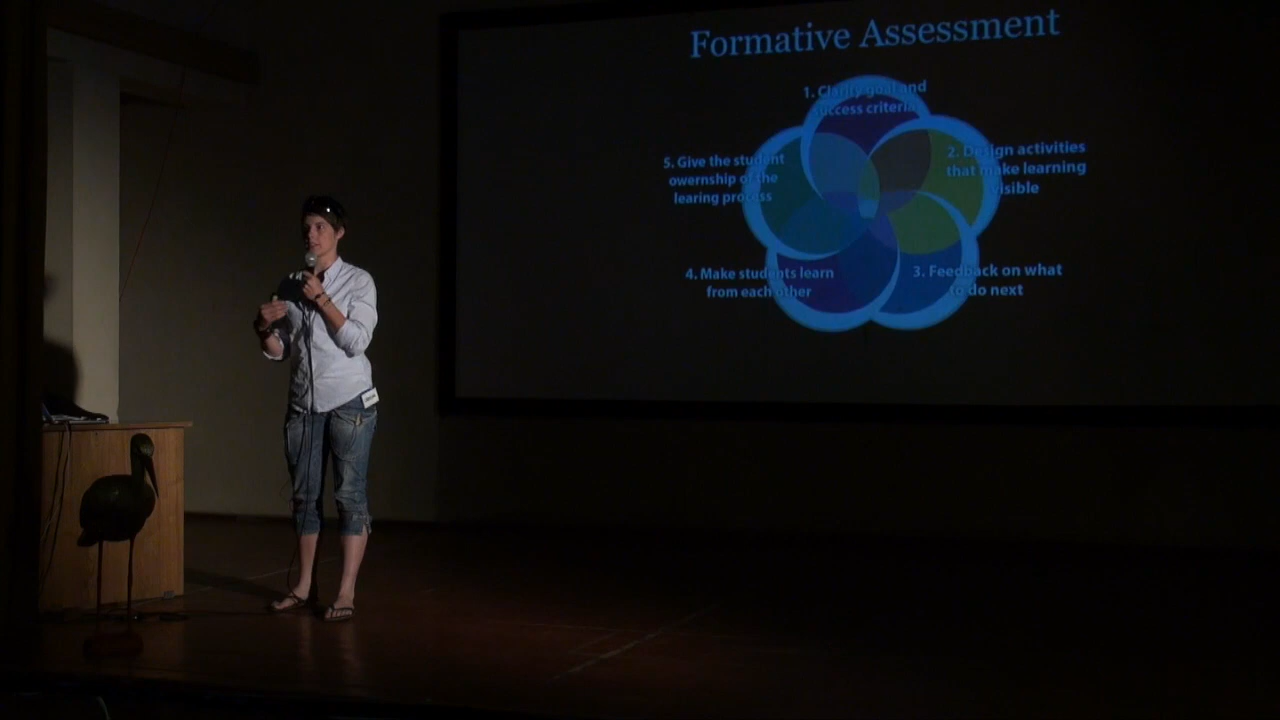 Formative Assessment
1. Clarify goal and
success criteria
2. Design activities
that make learning
visible
3. Feedback on what
to do next
4. Make students learn
from each other
5. Give the student
owernship of the
learing process